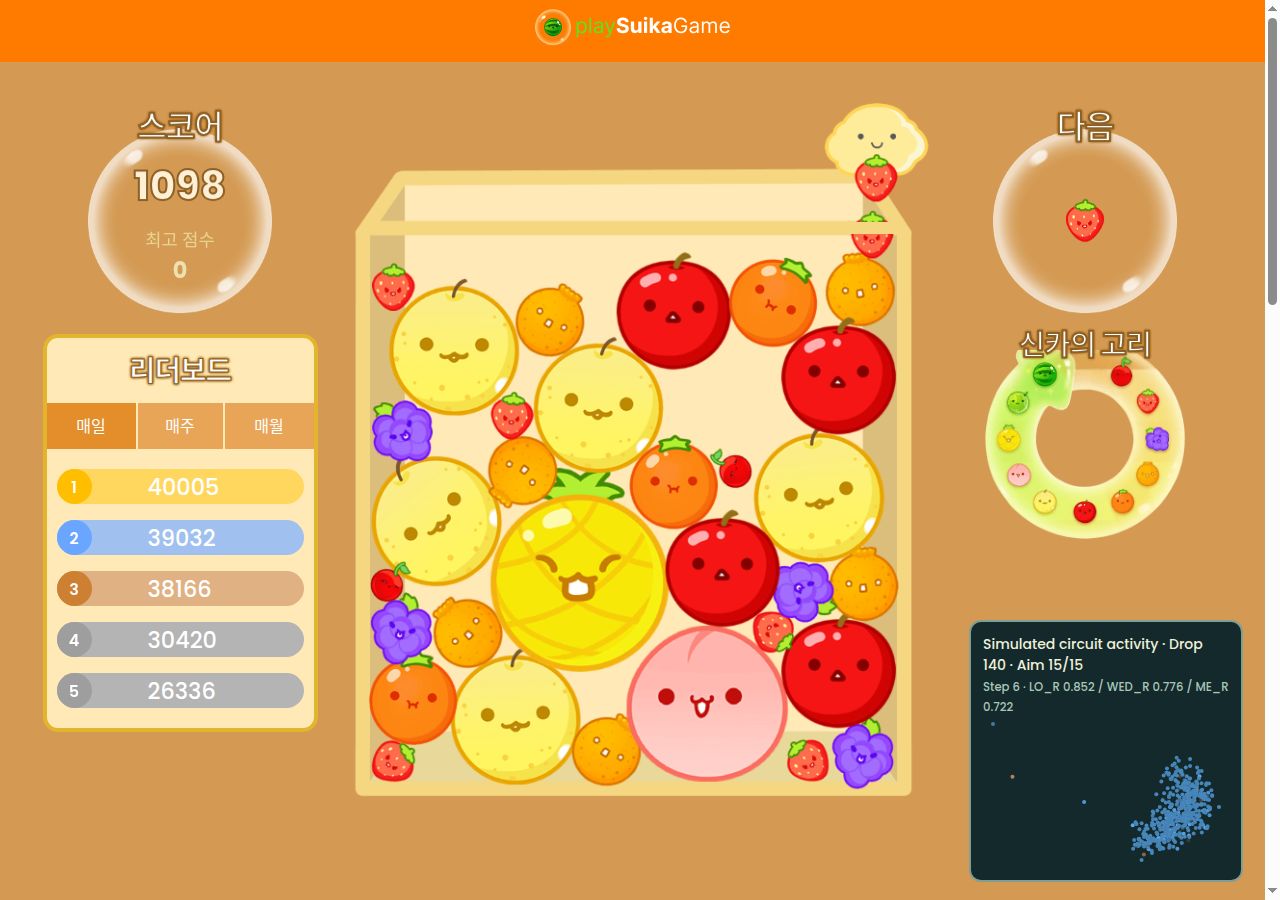 playSuikaGame
스코어
1098
최고 점수
0
리더보드
매일 매주 매월
1 40005
2 39032
3 38166
4 30420
5 26336
다음
신카의 고리
Simulated circuit activity · Drop
140 · Aim 15/15
Step 6 · LO_R 0.852 / WED_R 0.776 / ME_R
0.722